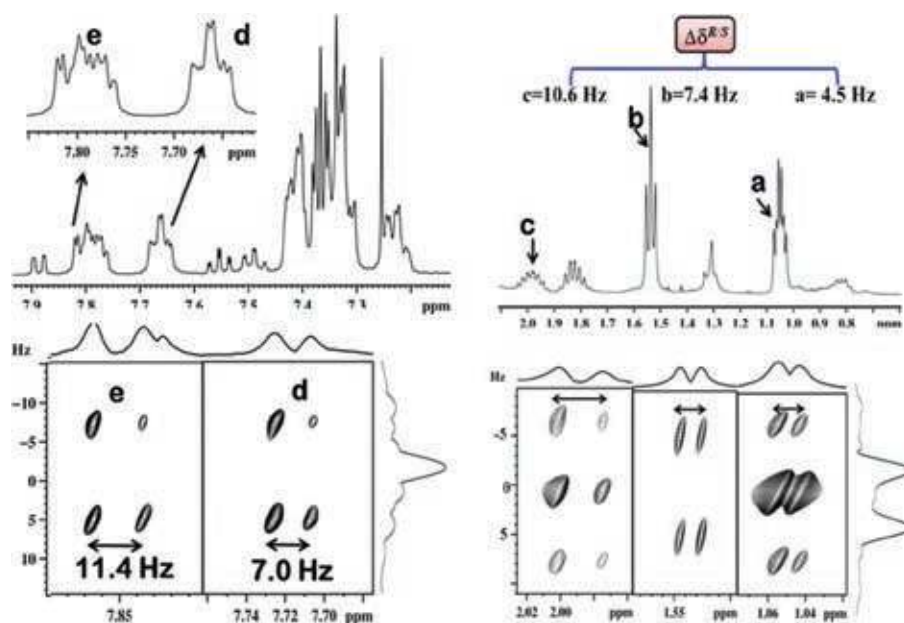 e
d
7.80 7.75 7.70 ppm
7.9 7.8 7.7 7.6 7.5 7.4 7.3 ppm
Δδ^R/S
c=10.6 Hz b=7.4 Hz a= 4.5 Hz
b
a
c
2.0 1.9 1.8 1.7 1.6 1.5 1.4 1.3 1.2 1.1 1.0 0.9 0.8
Hz
e d
-10
-5
0
5
10
11.4 Hz 7.0 Hz
7.85 7.74 7.72 7.70 ppm
Hz
-5
0
5
2.02 2.00 ppm 1.55 ppm 1.06 1.04 ppm